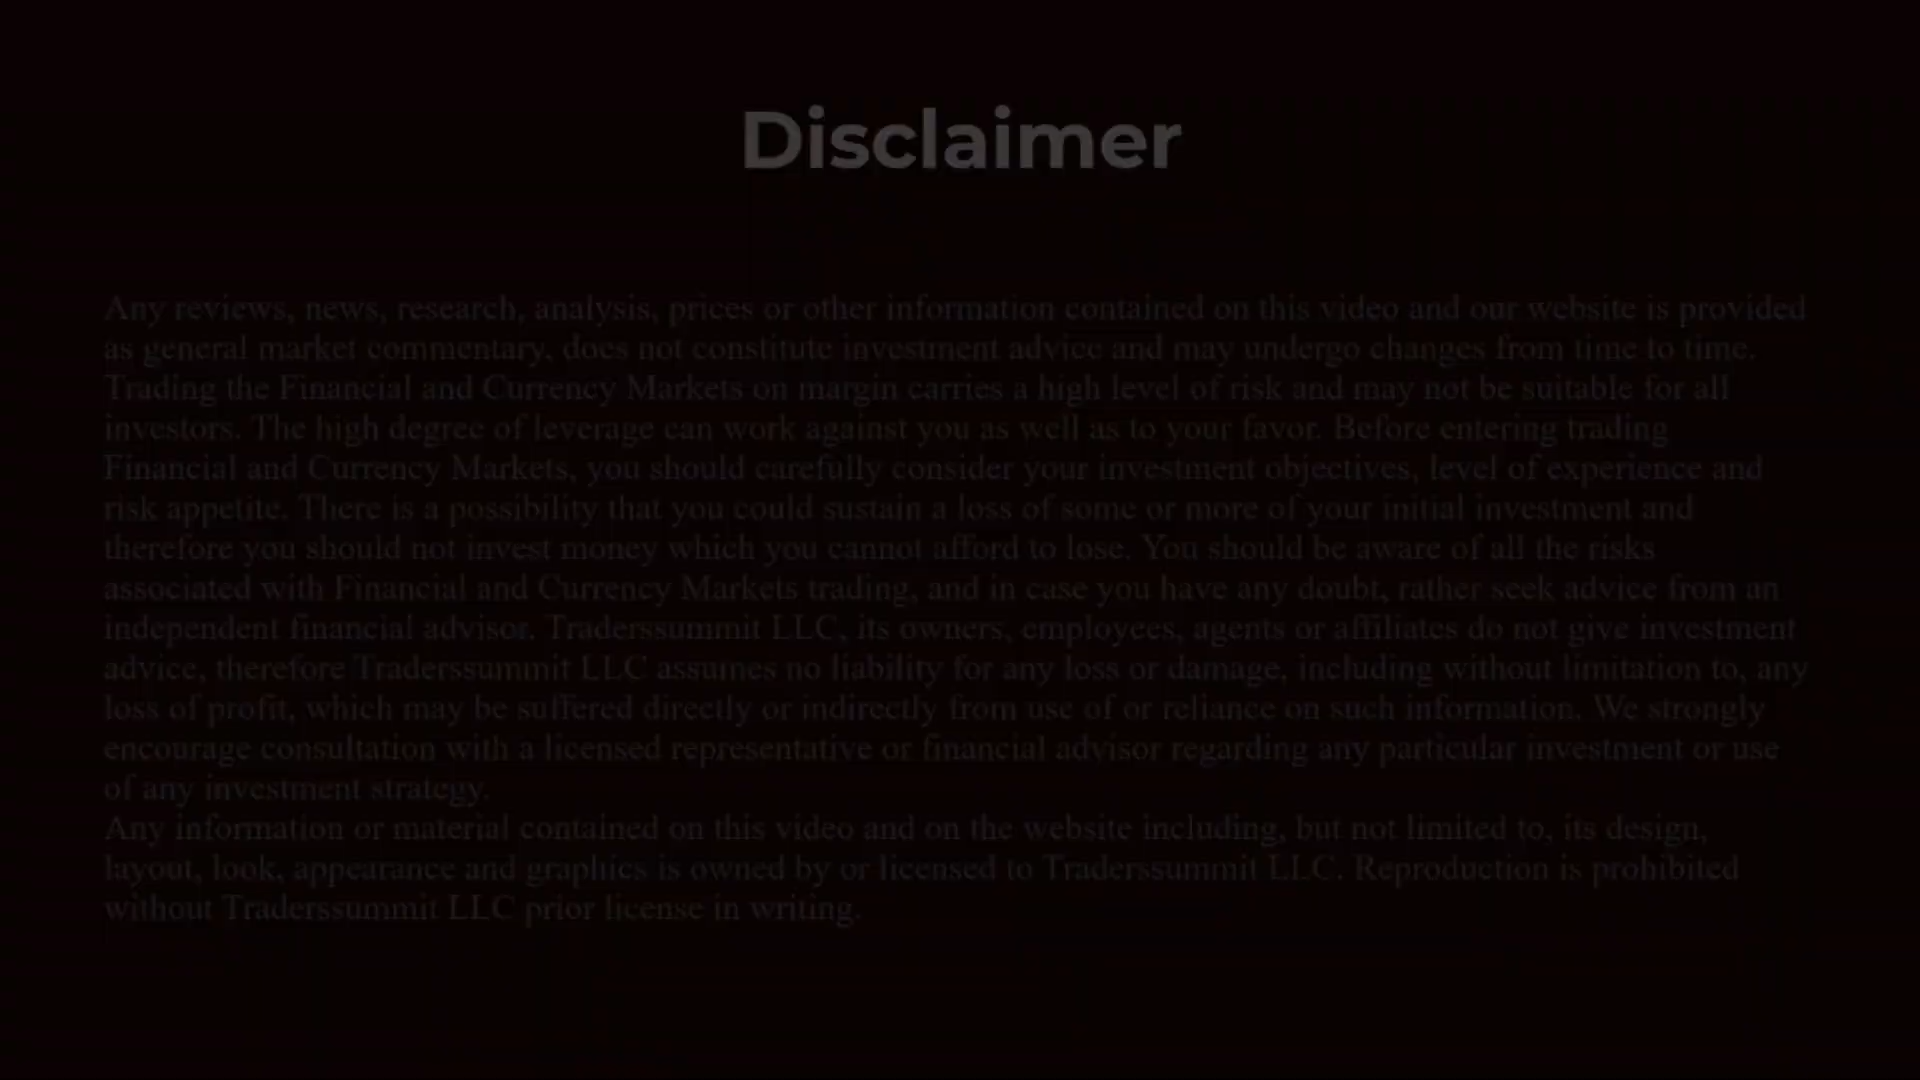 Disclaimer
Any reviews, news, research, analysis, prices or other information contained on this video and our website is provided
as general market commentary, does not constitute investment advice and may undergo changes from time to time.
Trading the Financial and Currency Markets on margin carries a high level of risk and may not be suitable for all
investors. The high degree of leverage can work against you as well as to your favor. Before entering trading
Financial and Currency Markets, you should carefully consider your investment objectives, level of experience and
risk appetite. There is a possibility that you could sustain a loss of some or more of your initial investment and
therefore you should not invest money which you cannot afford to lose. You should be aware of all the risks
associated with Financial and Currency Markets trading, and in case you have any doubt, rather seek advice from an
independent financial advisor. Traderssummit LLC, its owners, employees, agents or affiliates do not give investment
advice, therefore Traderssummit LLC assumes no liability for any loss or damage, including without limitation to, any
loss of profit, which may be suffered directly or indirectly from use of or reliance on such information. We strongly
encourage consultation with a licensed representative or financial advisor regarding any particular investment or use
of any investment strategy.
Any information or material contained on this video and on the website including, but not limited to, its design,
layout, look, appearance and graphics is owned by or licensed to Traderssummit LLC. Reproduction is prohibited
without Traderssummit LLC prior license in writing.